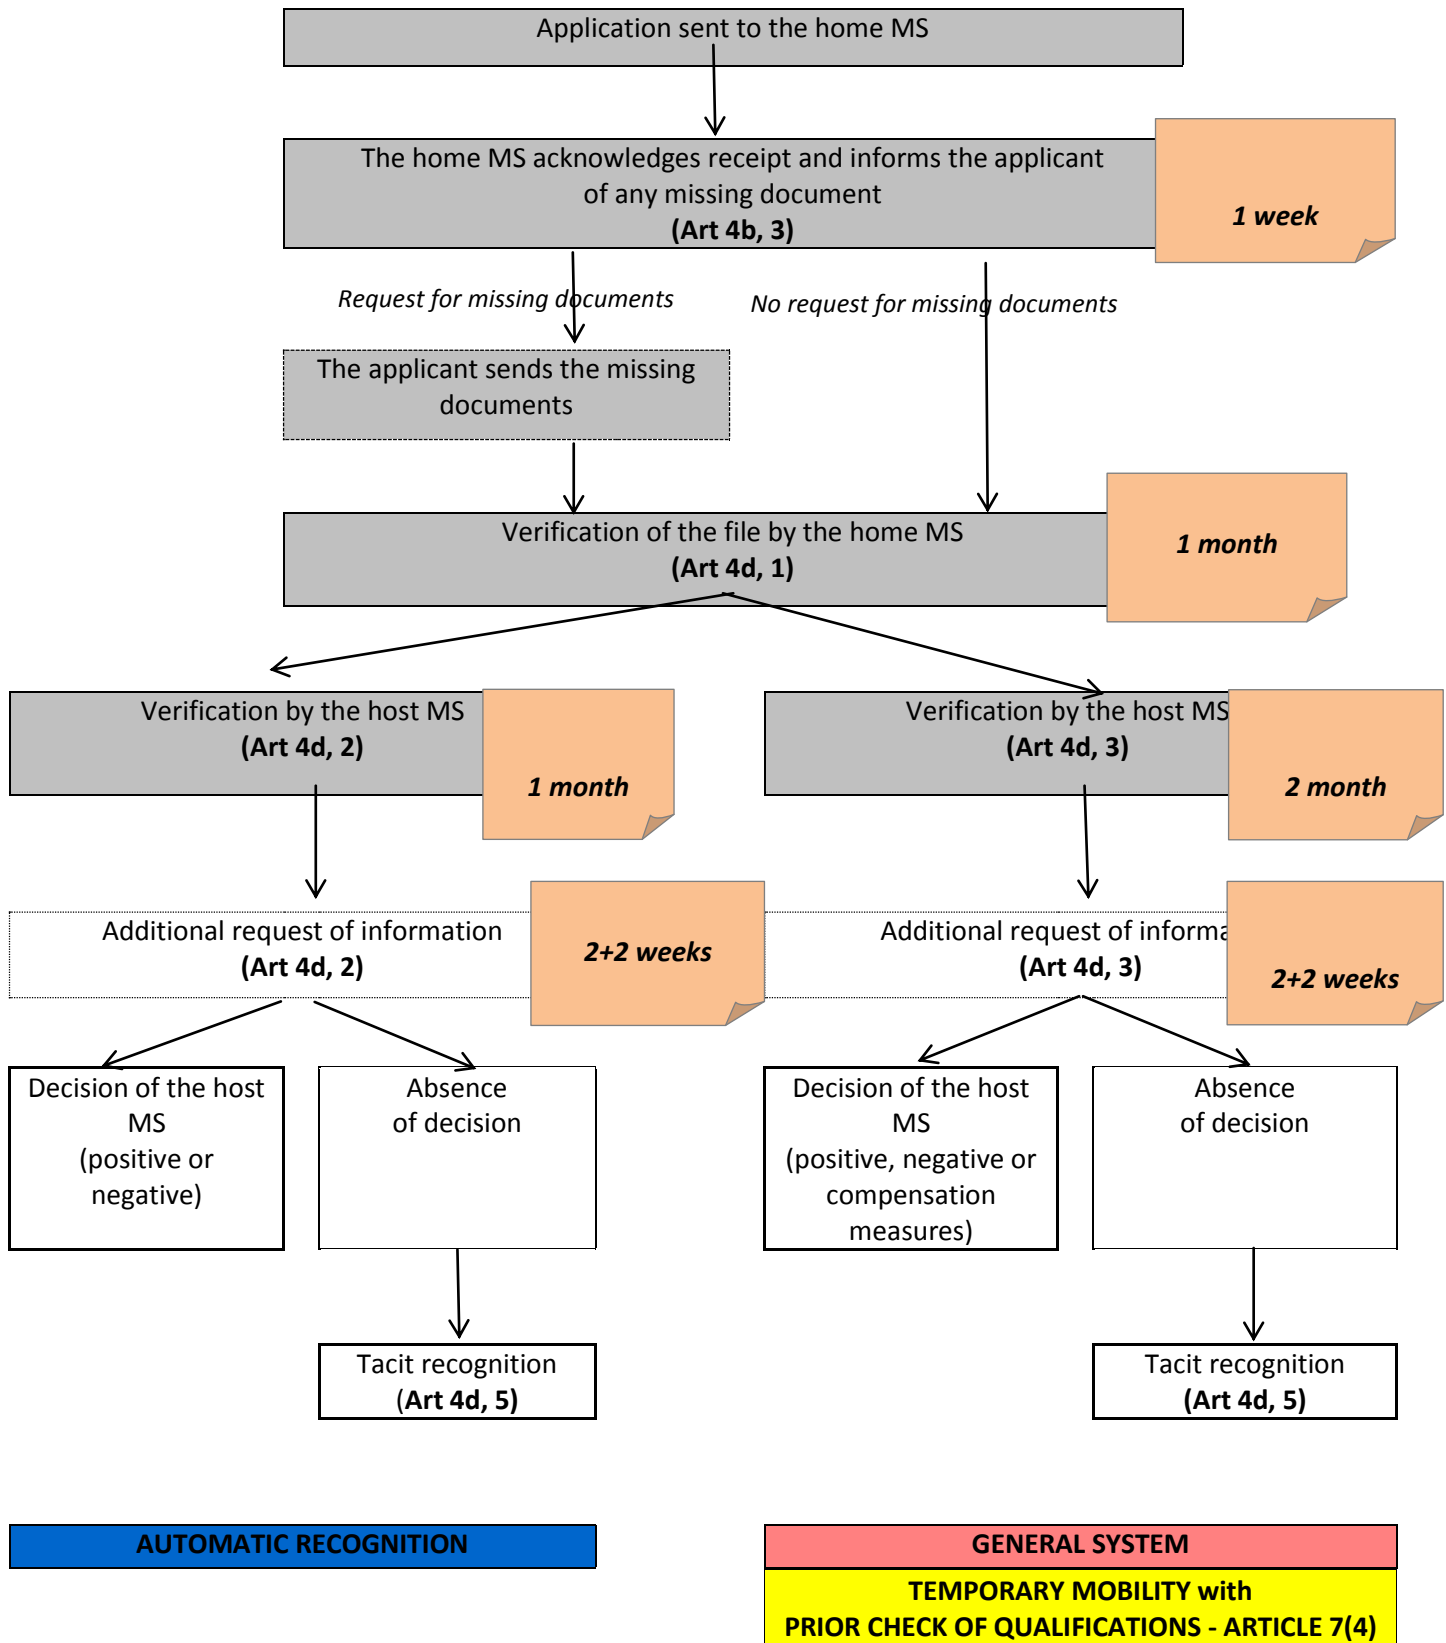 Application sent to the home MS
The home MS acknowledges receipt and informs the applicant
of any missing document
(Art 4b, 3)
1 week
Request for missing documents
No request for missing documents
The applicant sends the missing
documents
Verification of the file by the home MS
(Art 4d, 1)
1 month
Verification by the host MS
(Art 4d, 2)
1 month
Verification by the host MS
(Art 4d, 3)
2 month
Additional request of information
(Art 4d, 2)
2+2 weeks
Additional request of informa
(Art 4d, 3)
2+2 weeks
Decision of the host
MS
(positive or
negative)
Absence
of decision
Decision of the host
MS
(positive, negative or
compensation
measures)
Absence
of decision
Tacit recognition
(Art 4d, 5)
Tacit recognition
(Art 4d, 5)
AUTOMATIC RECOGNITION
GENERAL SYSTEM
TEMPORARY MOBILITY with
PRIOR CHECK OF QUALIFICATIONS - ARTICLE 7(4)